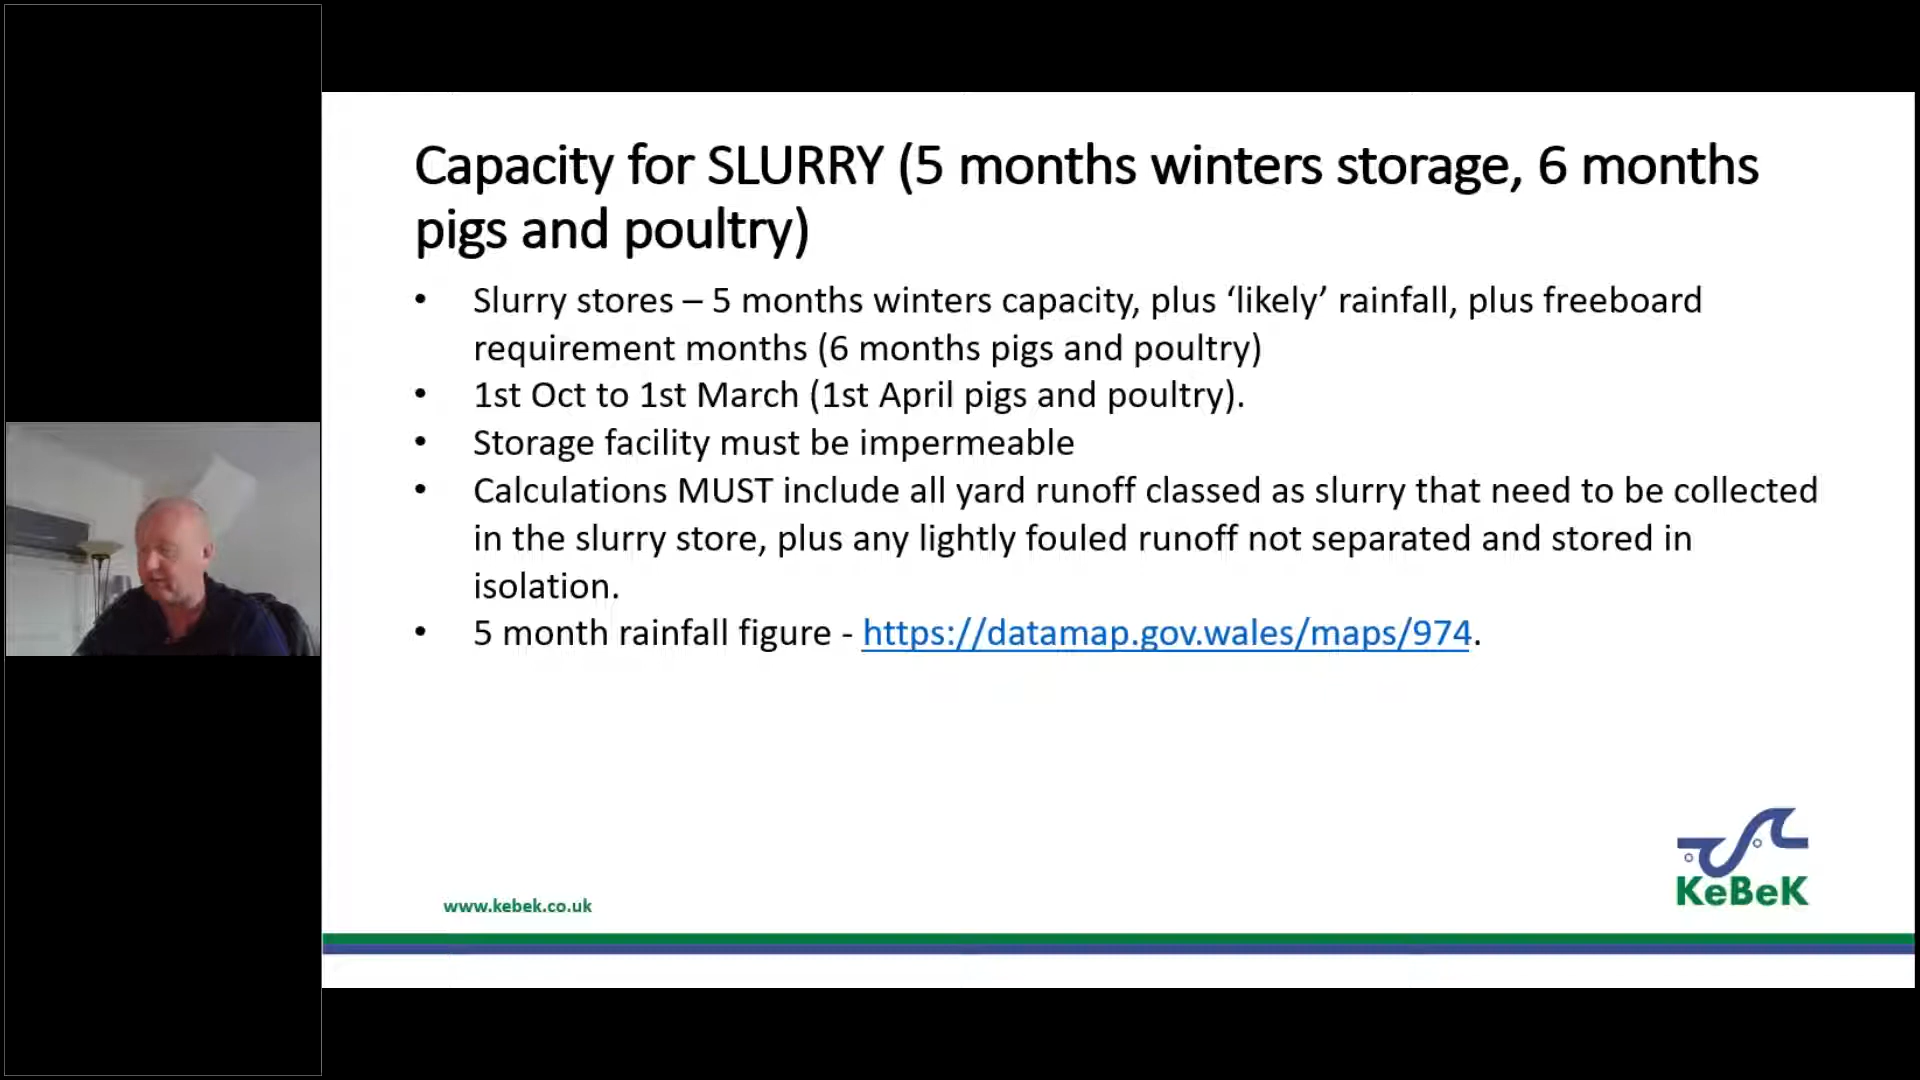 Capacity for SLURRY (5 months winters storage, 6 months
pigs and poultry)
• Slurry stores – 5 months winters capacity, plus ‘likely’ rainfall, plus freeboard
requirement months (6 months pigs and poultry)
• 1st Oct to 1st March (1st April pigs and poultry).
• Storage facility must be impermeable
• Calculations MUST include all yard runoff classed as slurry that need to be collected
in the slurry store, plus any lightly fouled runoff not separated and stored in
isolation.
• 5 month rainfall figure - https://datamap.gov.wales/maps/974.
KeBeK
www.kebek.co.uk